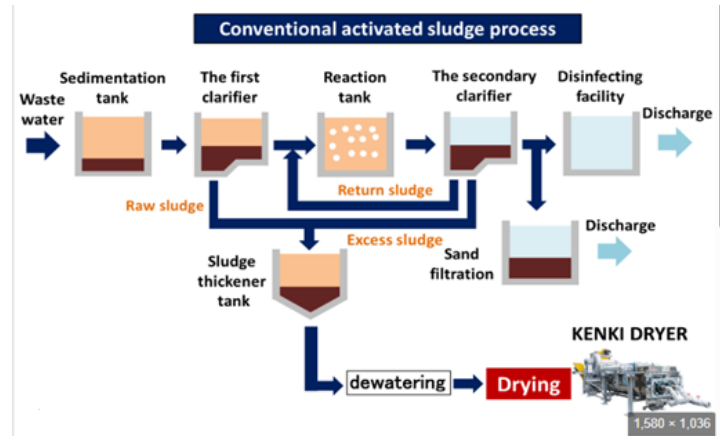 Conventional activated sludge process
Waste
water
Sedimentation
tank
The first
clarifier
Reaction
tank
The secondary
clarifier
Disinfecting
facility
Discharge
Raw sludge
Return sludge
Excess sludge
Sludge
thickener
tank
Sand
filtration
Discharge
dewatering
Drying
KENKI DRYER
1,580 × 1,036